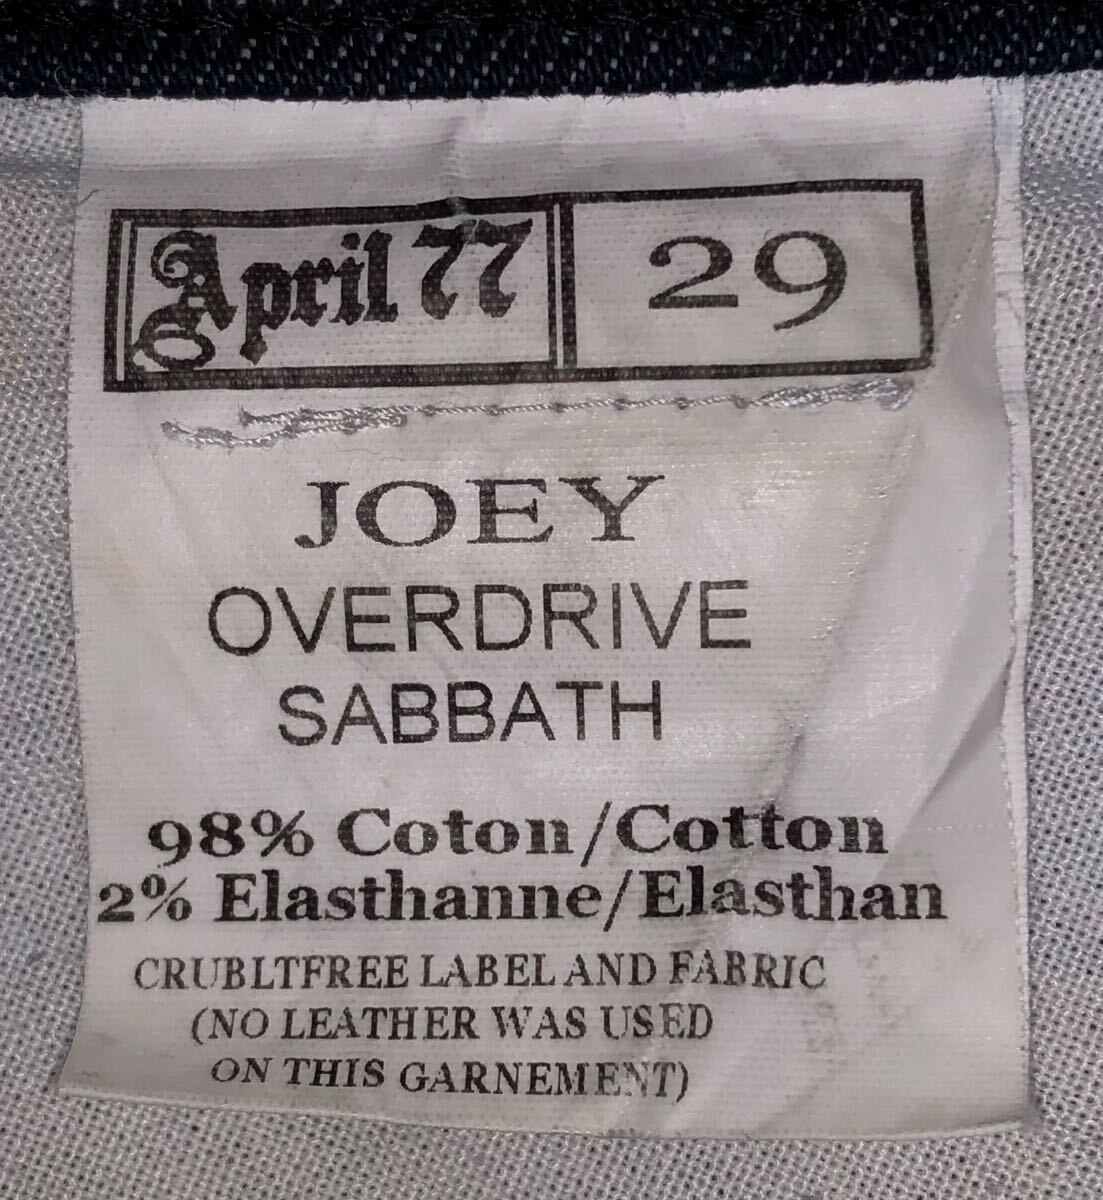 April 77 29
JOEY
OVERDRIVE
SABBATH
98% Coton/Cotton
2% Elasthanne/Elasthan
CRUBLTFREE LABEL AND FABRIC
(NO LEATHER WAS USED
ON THIS GARNEMENT)